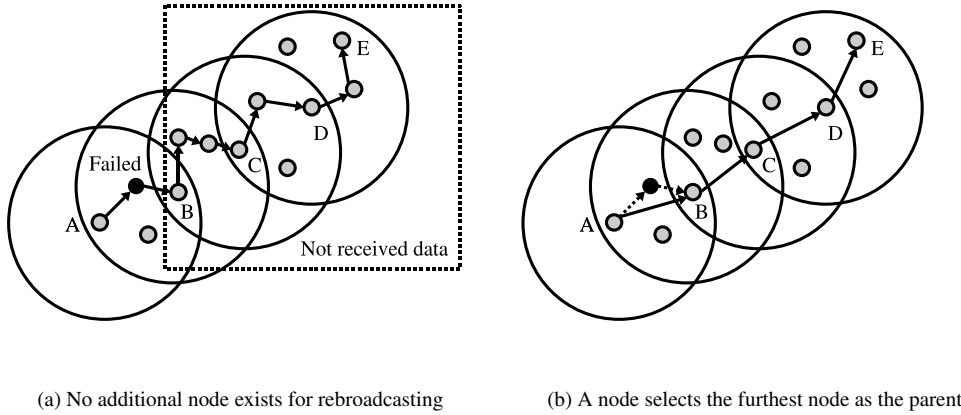 E
D
Failed
C
B
A
Not received data
(a) No additional node exists for rebroadcasting
E
D
C
B
A
(b) A node selects the furthest node as the parent